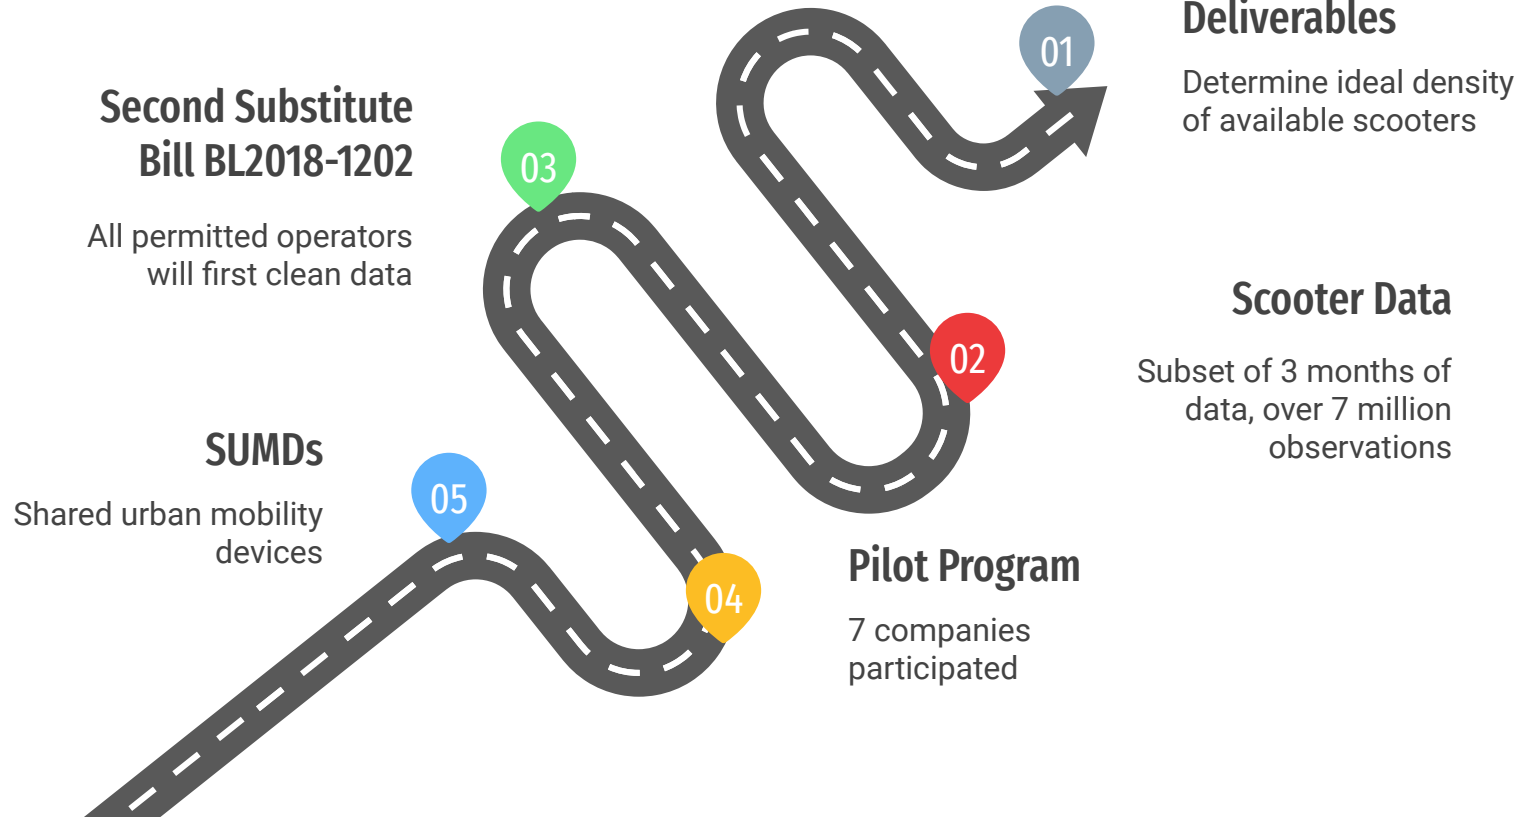 01
Deliverables
Determine ideal density
of available scooters
02
Scooter Data
Subset of 3 months of
data, over 7 million
observations
03
Second Substitute
Bill BL2018-1202
All permitted operators
will first clean data
04
Pilot Program
7 companies
participated
05
SUMDs
Shared urban mobility
devices